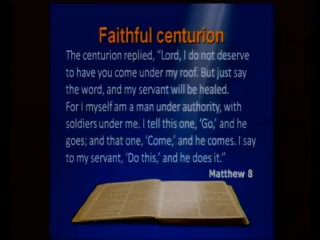 Faithful centurion
The centurion replied, “Lord, I do not deserve
to have you come under my roof. But just say
the word, and my servant will be healed.
For I myself am a man under authority, with
soldiers under me. I tell this one, ‘Go,’ and he
goes; and that one, ‘Come,’ and he comes. I say
to my servant, ‘Do this,’ and he does it.”
Matthew 8